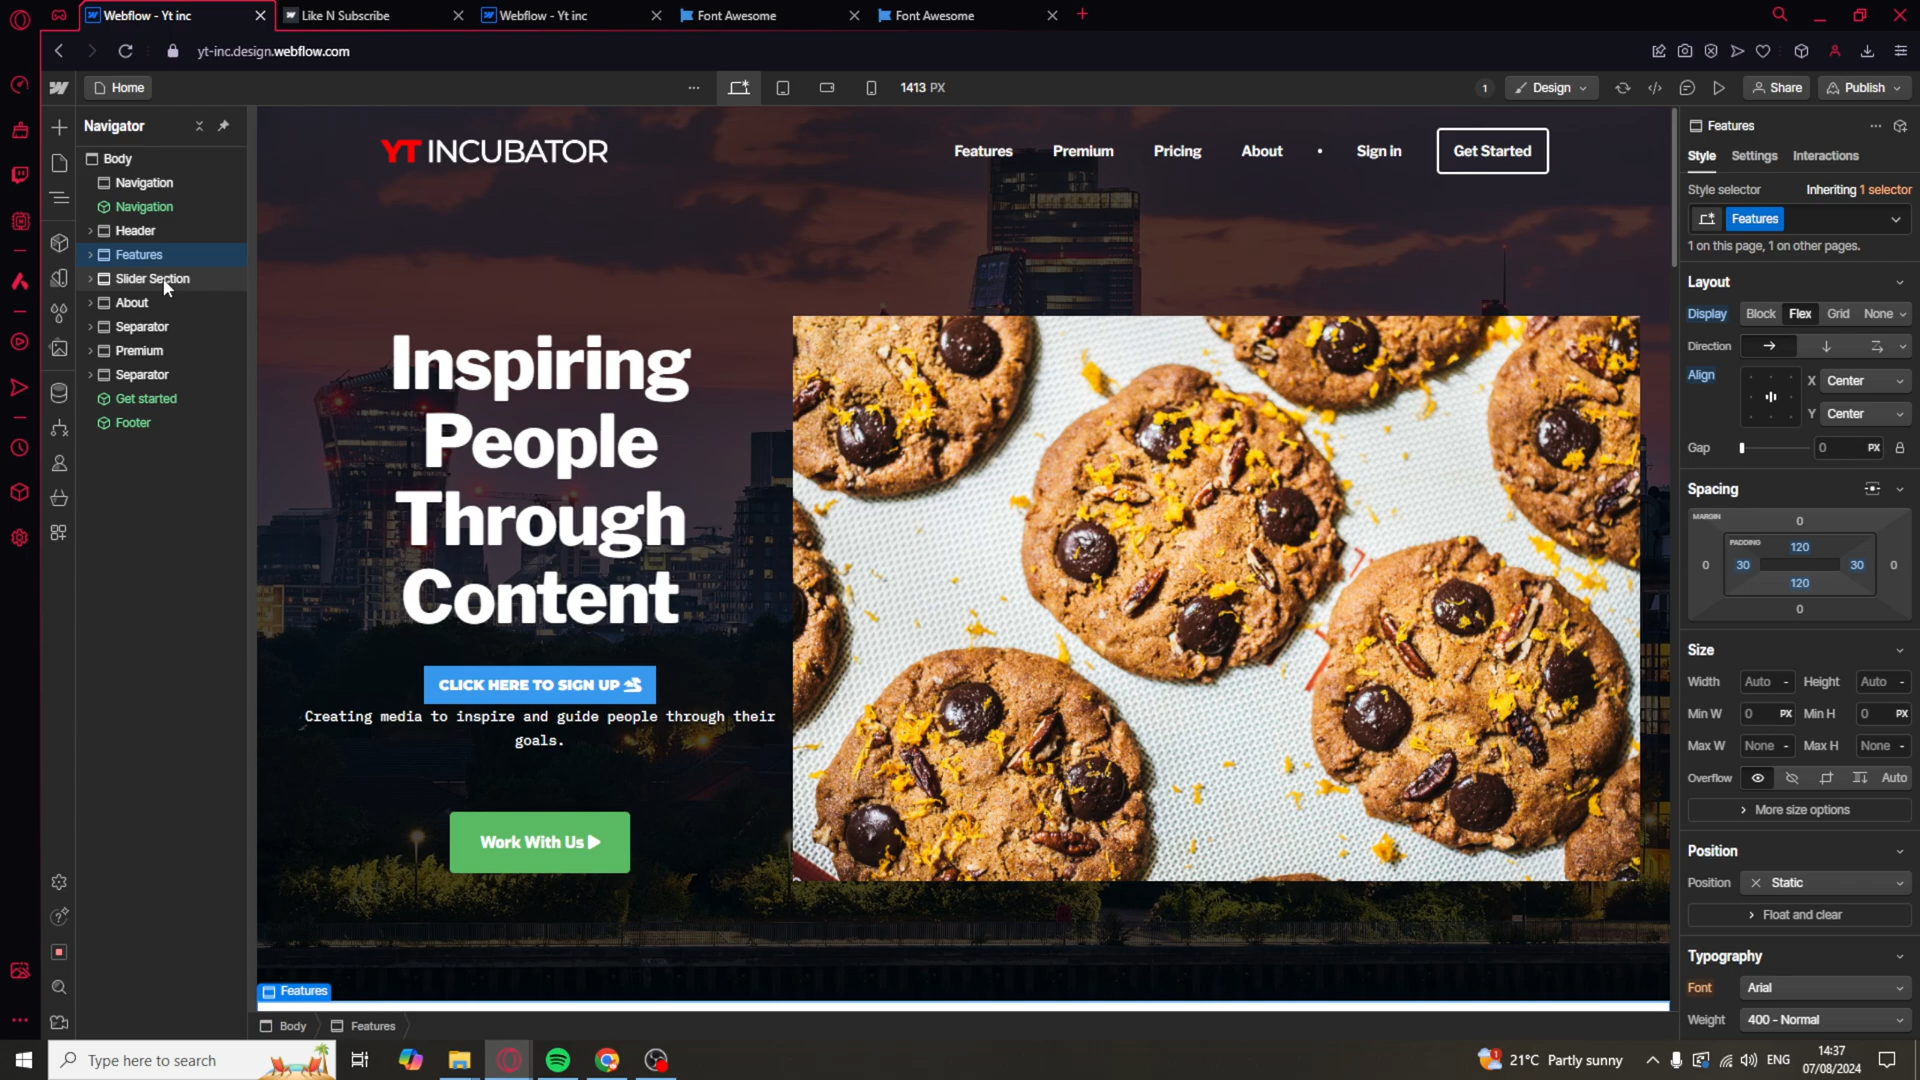 Webflow - Yt inc
Like N Subscribe
Webflow - Yt inc
Font Awesome
Font Awesome
yt-inc.design.webflow.com
Home
1413 PX
1
Design
Share
Publish
Navigator
Body
Navigation
Navigation
Header
Features
Slider Section
About
Separator
Premium
Separator
Get started
Footer
YT INCUBATOR
Features
Premium
Pricing
About
•
Sign in
Get Started
Inspiring
People
Through
Content
CLICK HERE TO SIGN UP
Creating media to inspire and guide people through their
goals.
Work With Us
Features
Body
Features
Features
Style
Settings
Interactions
Style selector
Inheriting 1 selector
Features
1 on this page, 1 on other pages.
Layout
Display
Block
Flex
Grid
None
Direction
Align
X
Center
Y
Center
Gap
0
PX
Spacing
MARGIN
0
PADDING
120
0
30
30
0
120
0
Size
Width
Auto -
Height
Auto -
Min W
0 PX
Min H
0 PX
Max W
None -
Max H
None -
Overflow
Auto
More size options
Position
Position
Static
Float and clear
Typography
Font
Arial
Weight
400 - Normal
Type here to search
1
21°C Partly sunny
ENG
14:37
07/08/2024